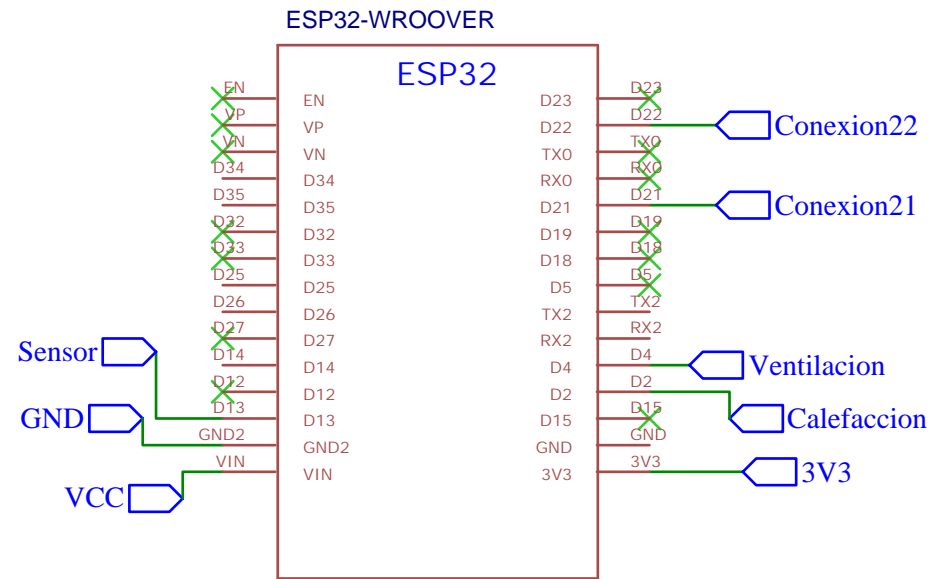 ESP32-WROOVER
ESP32
EN EN D23 D23
VP VP D22 D22 Conexion22
VN VN TX0 TX0
D34 D34 RX0 RX0
D35 D35 D21 D21 Conexion21
D32 D32 D19 D19
D33 D33 D18 D18
D25 D25 D5 D5
D26 D26 TX2 TX2
D27 D27 RX2 RX2
Sensor D14 D14 D4 D4 Ventilacion
D12 D12 D2 D2
GND D13 D13 D15 D15 Calefaccion
GND2 GND2 GND GND
VIN VIN 3V3 3V3 3V3
VCC